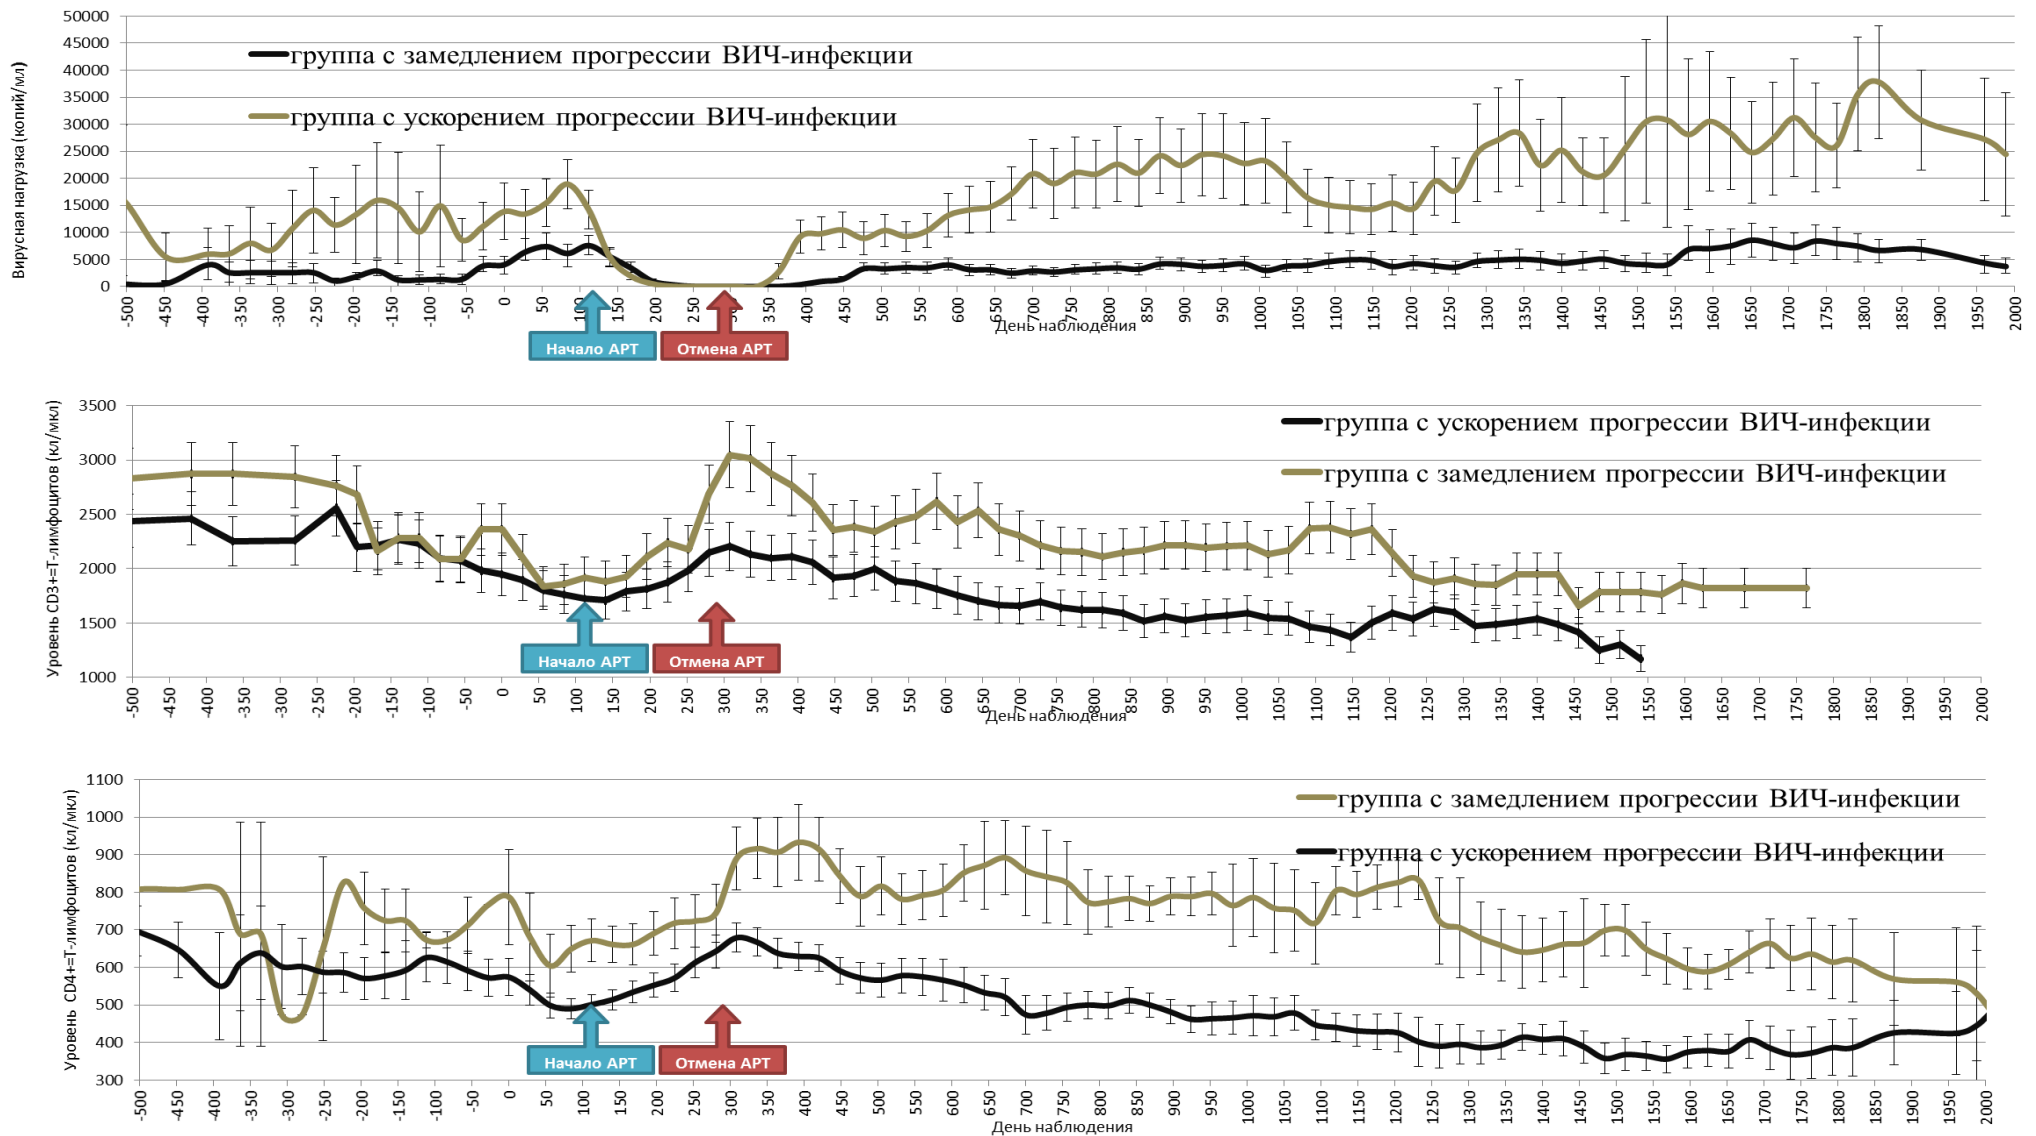 Вирусная нагрузка (копий/мл)
50000
45000
40000
35000
30000
25000
20000
15000
10000
5000
0
группа с замедлением прогрессии ВИЧ-инфекции
группа с ускорением прогрессии ВИЧ-инфекции
-500 -450 -400 -350 -300 -250 -200 -150 -100 -50 0 50 100 150 200 250 300 350 400 450 500 550 600 650 700 750 800 850 900 950 1000 1050 1100 1150 1200 1250 1300 1350 1400 1450 1500 1550 1600 1650 1700 1750 1800 1850 1900 1950 2000
День наблюдения
Начало АРТ
Отмена АРТ
Уровень CD3+=Т-лимфоцитов (кл/мкл)
3500
3000
2500
2000
1500
1000
группа с ускорением прогрессии ВИЧ-инфекции
группа с замедлением прогрессии ВИЧ-инфекции
Начало АРТ
Отмена АРТ
-500 -450 -400 -350 -300 -250 -200 -150 -100 -50 0 50 100 150 200 250 300 350 400 450 500 550 600 650 700 750 800 850 900 950 1000 1050 1100 1150 1200 1250 1300 1350 1400 1450 1500 1550 1600 1650 1700 1750 1800 1850 1900 1950 2000
День наблюдения
Уровень CD4+=Т-лимфоцитов (кл/мкл)
1100
1000
900
800
700
600
500
400
300
группа с замедлением прогрессии ВИЧ-инфекции
группа с ускорением прогрессии ВИЧ-инфекции
Начало АРТ
Отмена АРТ
-500 -450 -400 -350 -300 -250 -200 -150 -100 -50 0 50 100 150 200 250 300 350 400 450 500 550 600 650 700 750 800 850 900 950 1000 1050 1100 1150 1200 1250 1300 1350 1400 1450 1500 1550 1600 1650 1700 1750 1800 1850 1900 1950 2000
День наблюдения